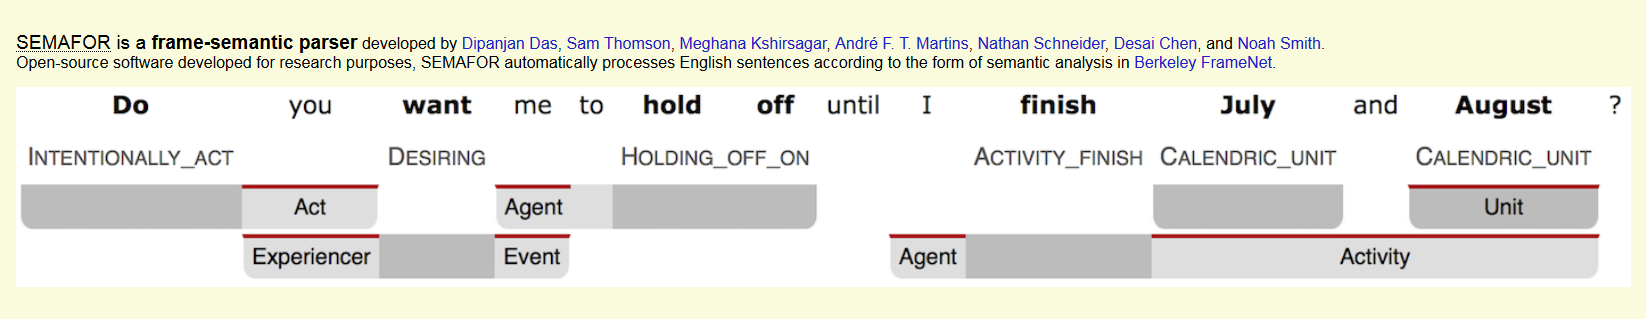 SEMAFOR is a frame-semantic parser developed by Dipanjan Das, Sam Thomson, Meghana Kshirsagar, André F. T. Martins, Nathan Schneider, Desai Chen, and Noah Smith.
Open-source software developed for research purposes, SEMAFOR automatically processes English sentences according to the form of semantic analysis in Berkeley FrameNet.
Do you want me to hold off until I finish July and August ?
INTENTIONALLY_ACT DESIRING HOLDING_OFF_ON ACTIVITY_FINISH CALENDRIC_UNIT CALENDRIC_UNIT
Act Agent Unit
Experiencer Event Agent Activity